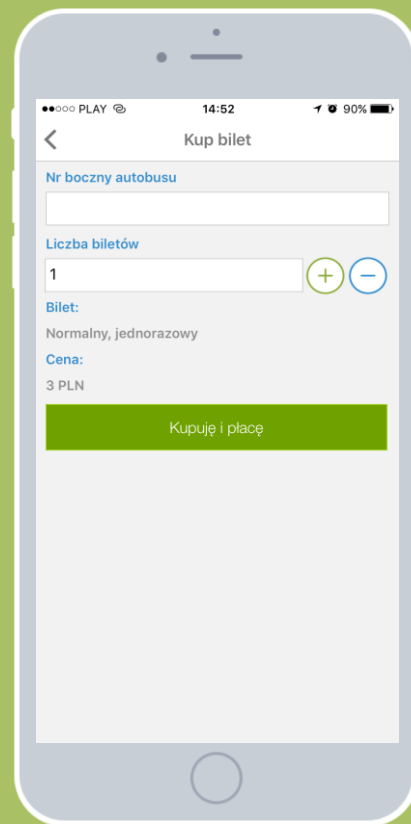 PLAY 14:52 90%
Kup bilet
Nr boczny autobusu
Liczba biletów
1
Bilet:
Normalny, jednorazowy
Cena:
3 PLN
Kupuję i płacę